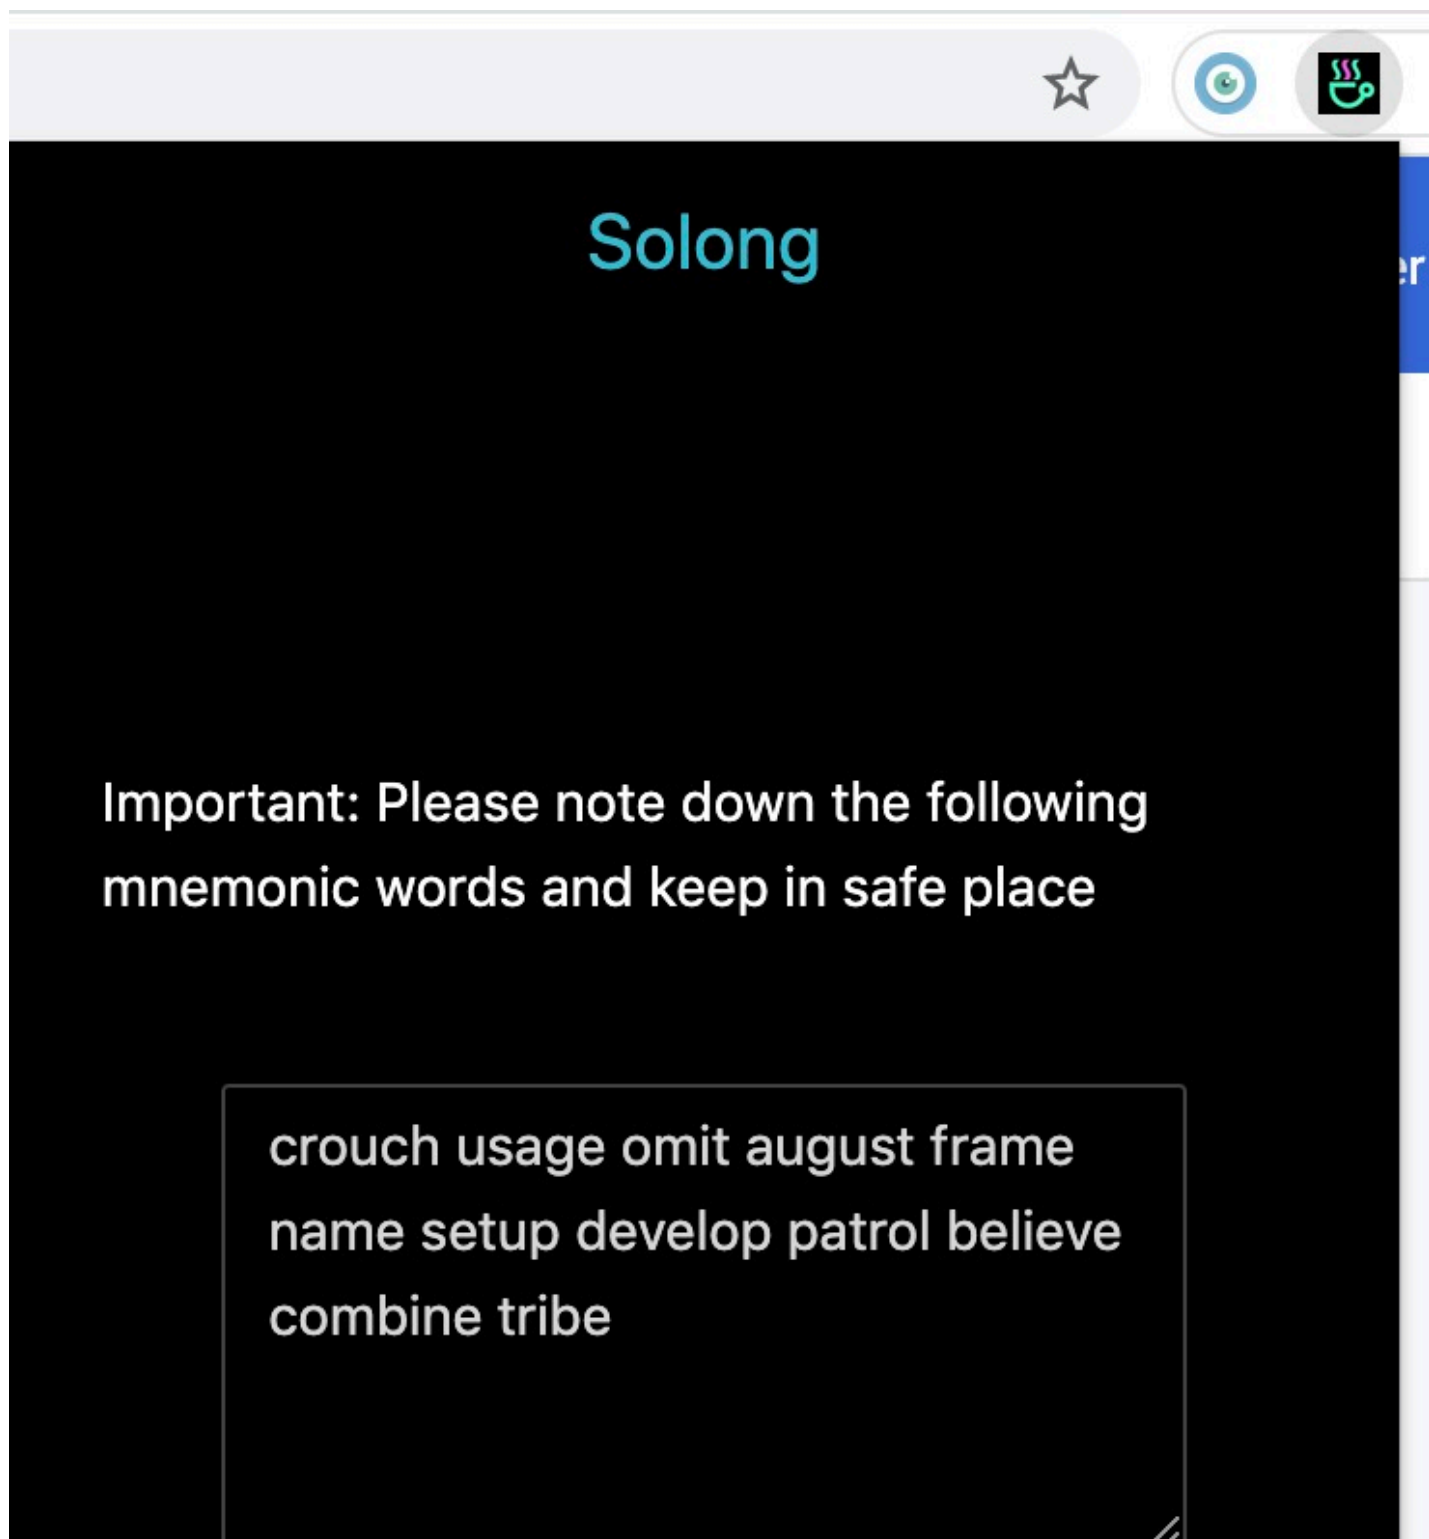 Solong
Important: Please note down the following
mnemonic words and keep in safe place
crouch usage omit august frame
name setup develop patrol believe
combine tribe